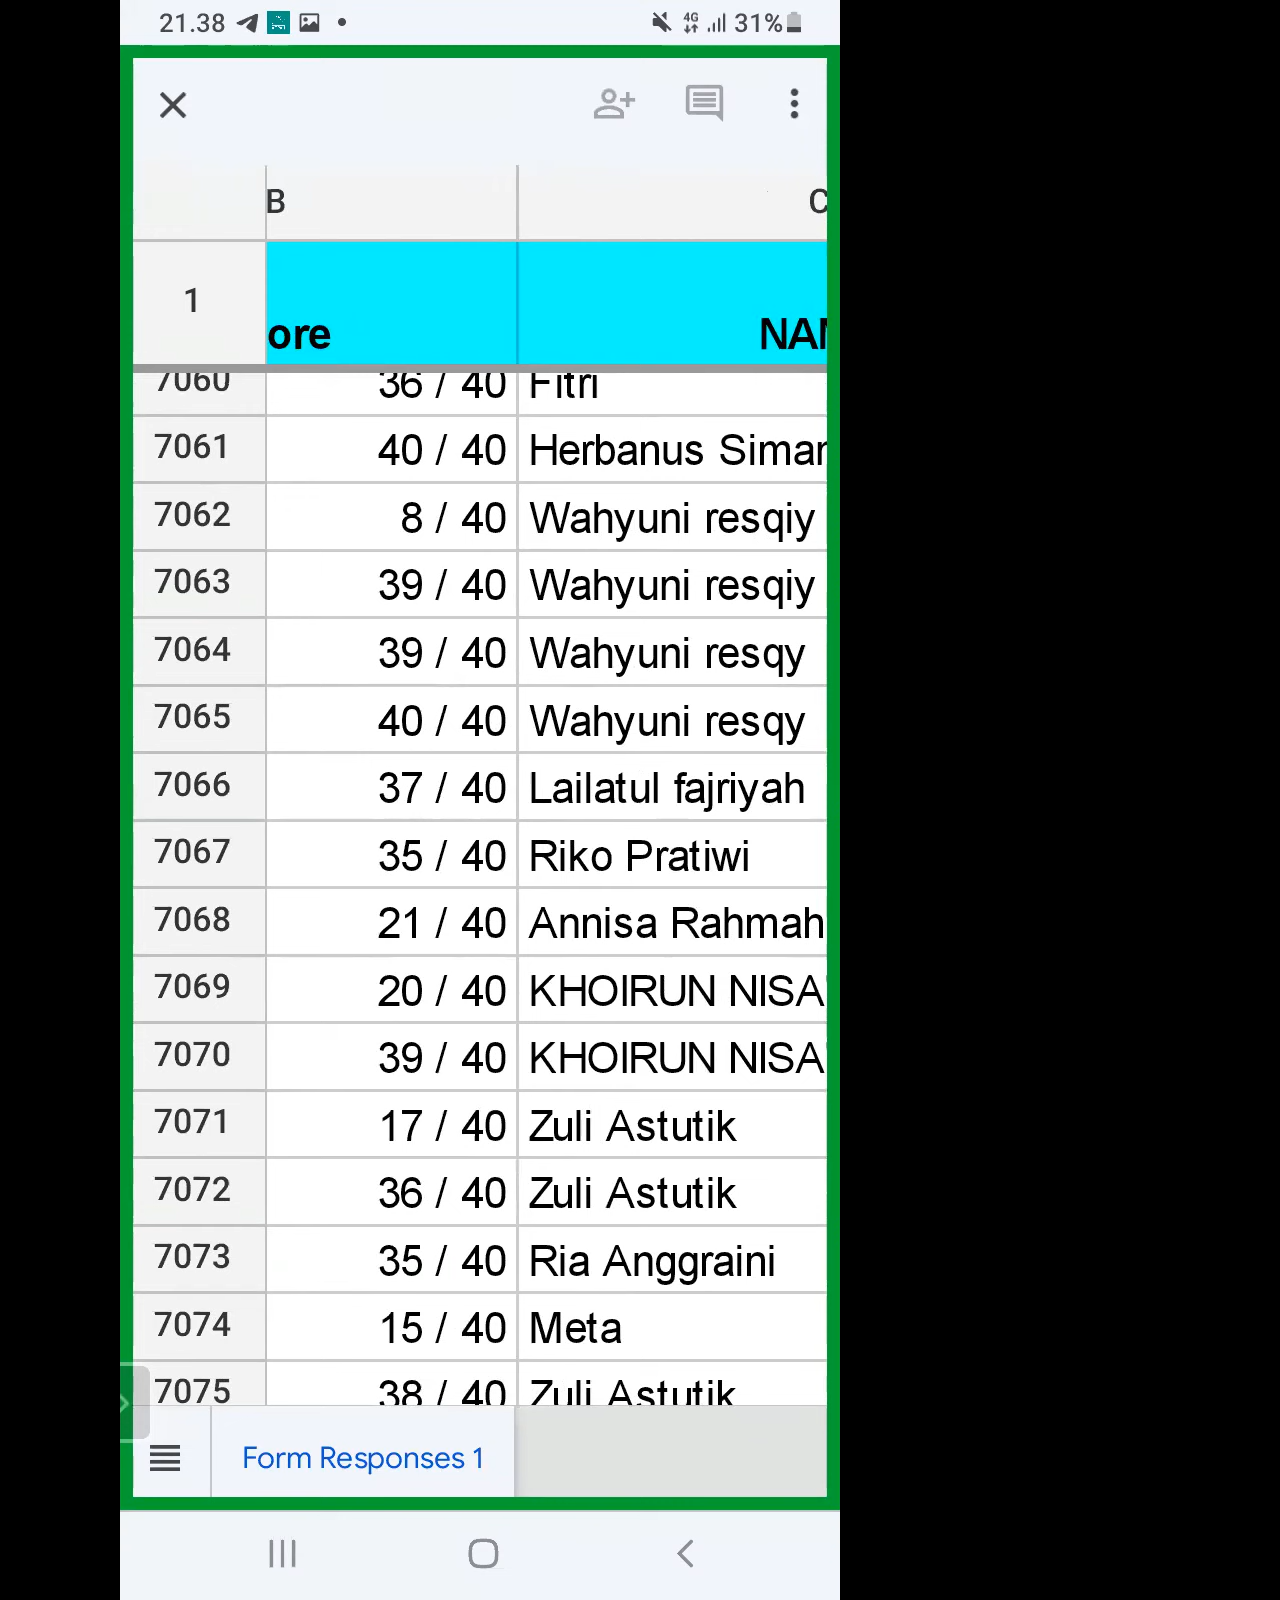 21.38 4G 31%
B C
1 ore NAM
7060 36 / 40 Fitri
7061 40 / 40 Herbanus Simar
7062 8 / 40 Wahyuni resqiy
7063 39 / 40 Wahyuni resqiy
7064 39 / 40 Wahyuni resqy
7065 40 / 40 Wahyuni resqy
7066 37 / 40 Lailatul fajriyah
7067 35 / 40 Riko Pratiwi
7068 21 / 40 Annisa Rahmah
7069 20 / 40 KHOIRUN NISA'
7070 39 / 40 KHOIRUN NISA'
7071 17 / 40 Zuli Astutik
7072 36 / 40 Zuli Astutik
7073 35 / 40 Ria Anggraini
7074 15 / 40 Meta
7075 38 / 40 Zuli Astutik
Form Responses 1